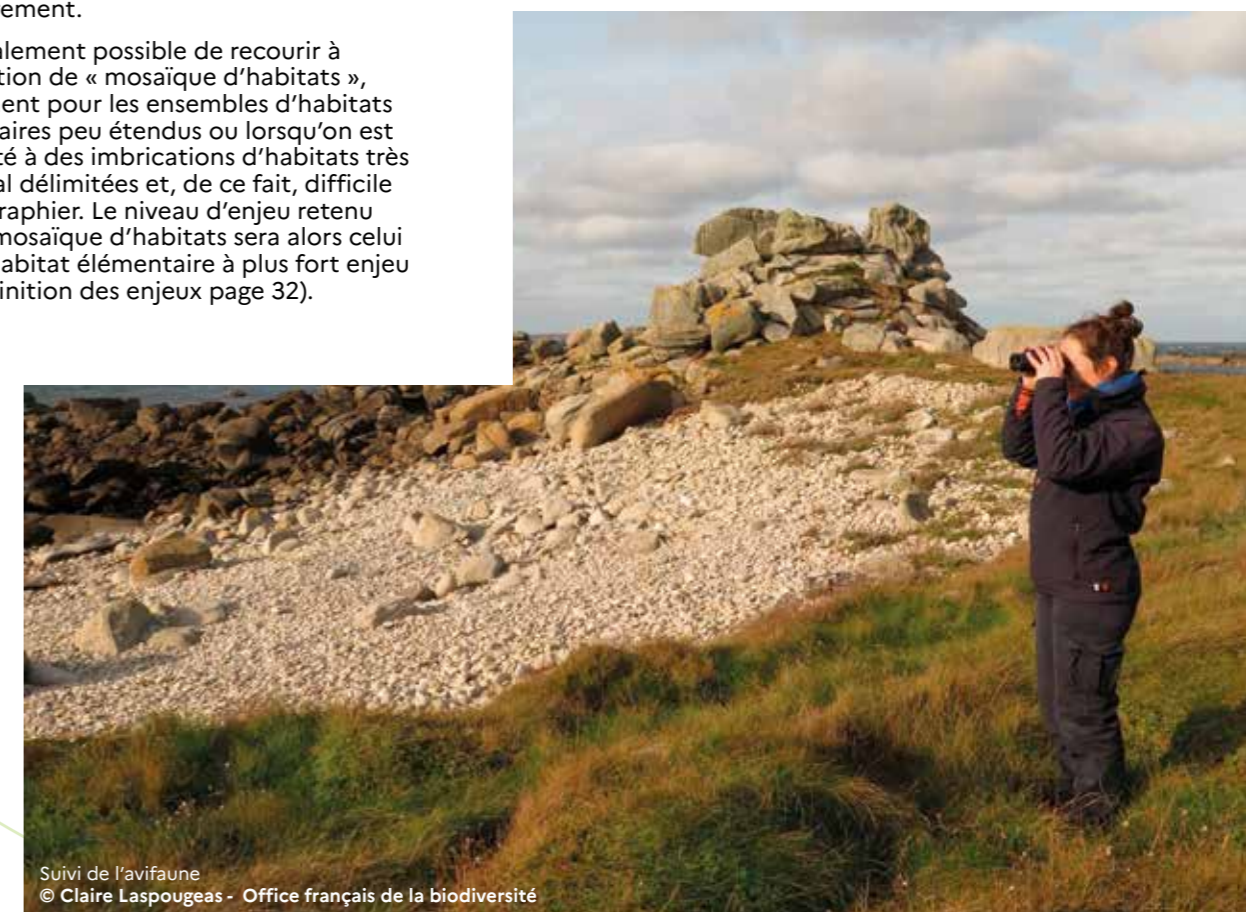 ement.
alement possible de recourir à
tion de « mosaïque d’habitats »,
ent pour les ensembles d’habitats
aires peu étendus ou lorsqu’on est
té à des imbrications d’habitats très
al délimitées et, de ce fait, difficile
raphier. Le niveau d’enjeu retenu
mosaïque d’habitats sera alors celui
abitat élémentaire à plus fort enjeu
inition des enjeux page 32).
Suivi de l’avifaune
© Claire Laspougeas - Office français de la biodiversité